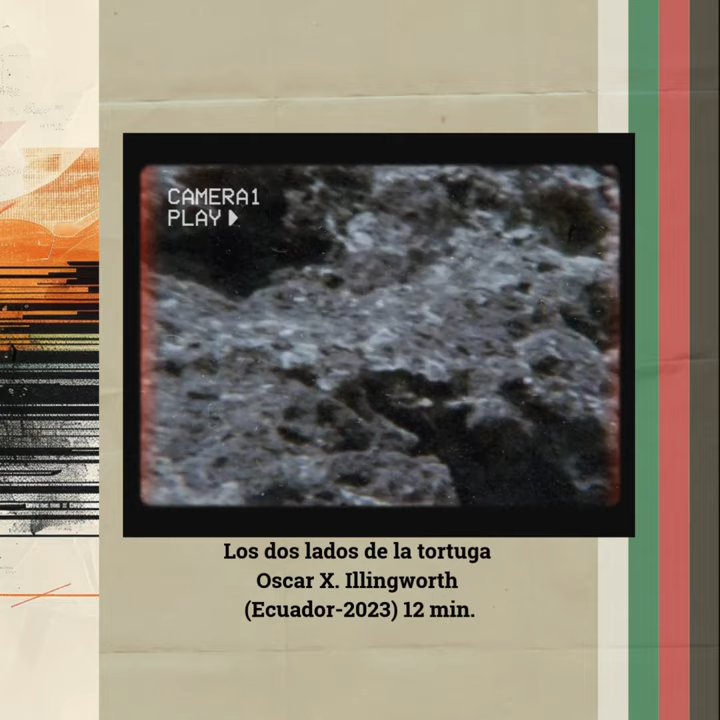 CAMERA1
PLAY
Los dos lados de la tortuga
Oscar X. Illingworth
(Ecuador-2023) 12 min.